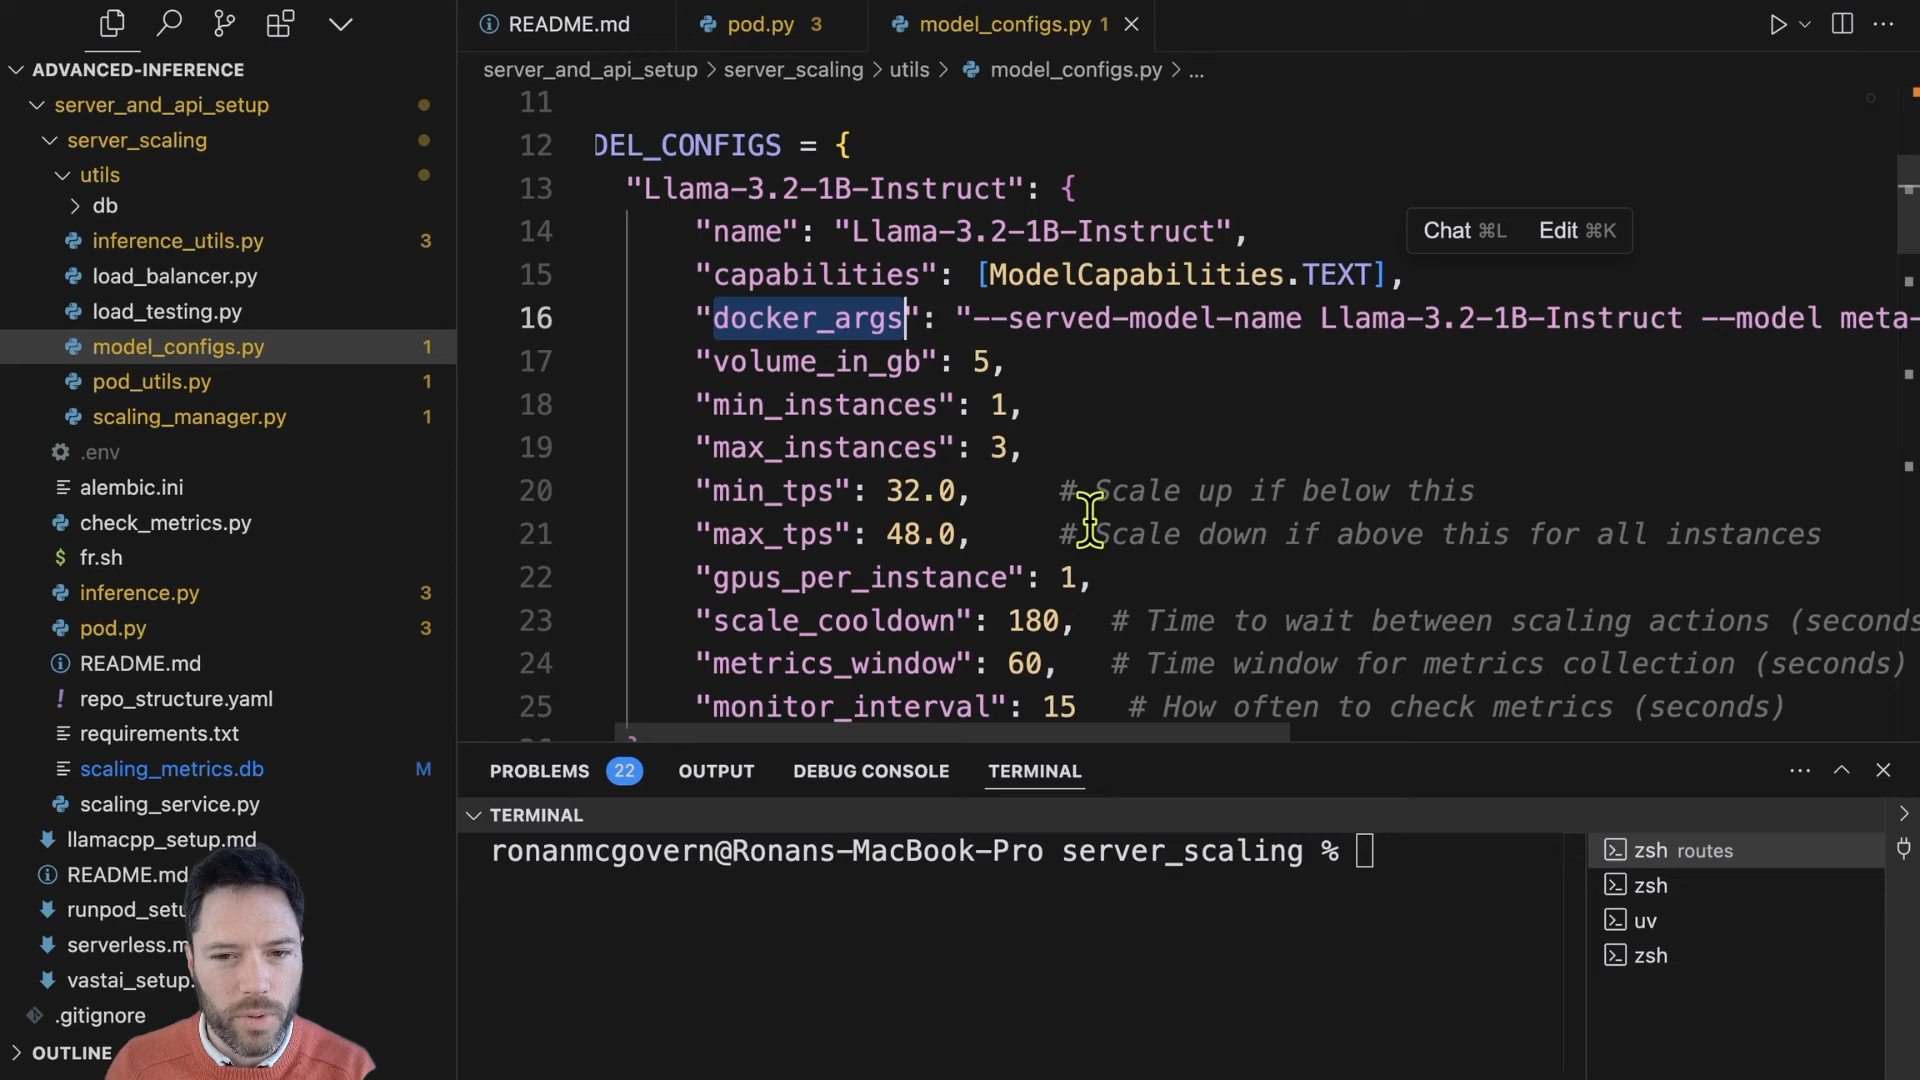 README.md
pod.py 3
model_configs.py 1
ADVANCED-INFERENCE
server_and_api_setup > server_scaling > utils > model_configs.py > ...
server_and_api_setup
server_scaling
utils
db
inference_utils.py 3
load_balancer.py
load_testing.py
model_configs.py 1
pod_utils.py 1
scaling_manager.py 1
.env
alembic.ini
check_metrics.py
$ fr.sh
inference.py 3
pod.py 3
README.md
! repo_structure.yaml
requirements.txt
scaling_metrics.db M
scaling_service.py
llamacpp_setup.md
README.md
runpod_setu
serverless.m
vastai_setup.
.gitignore
OUTLINE
11
12 DEL_CONFIGS = {
13 "Llama-3.2-1B-Instruct": {
14 "name": "Llama-3.2-1B-Instruct",
Chat ⌘L Edit ⌘K
15 "capabilities": [ModelCapabilities.TEXT],
16 "docker_args": "--served-model-name Llama-3.2-1B-Instruct --model meta-
17 "volume_in_gb": 5,
18 "min_instances": 1,
19 "max_instances": 3,
20 "min_tps": 32.0, # Scale up if below this
21 "max_tps": 48.0, # Scale down if above this for all instances
22 "gpus_per_instance": 1,
23 "scale_cooldown": 180, # Time to wait between scaling actions (seconds
24 "metrics_window": 60, # Time window for metrics collection (seconds)
25 "monitor_interval": 15 # How often to check metrics (seconds)
PROBLEMS 22 OUTPUT DEBUG CONSOLE TERMINAL
TERMINAL
ronanmcgovern@Ronans-MacBook-Pro server_scaling %
zsh routes
zsh
uv
zsh